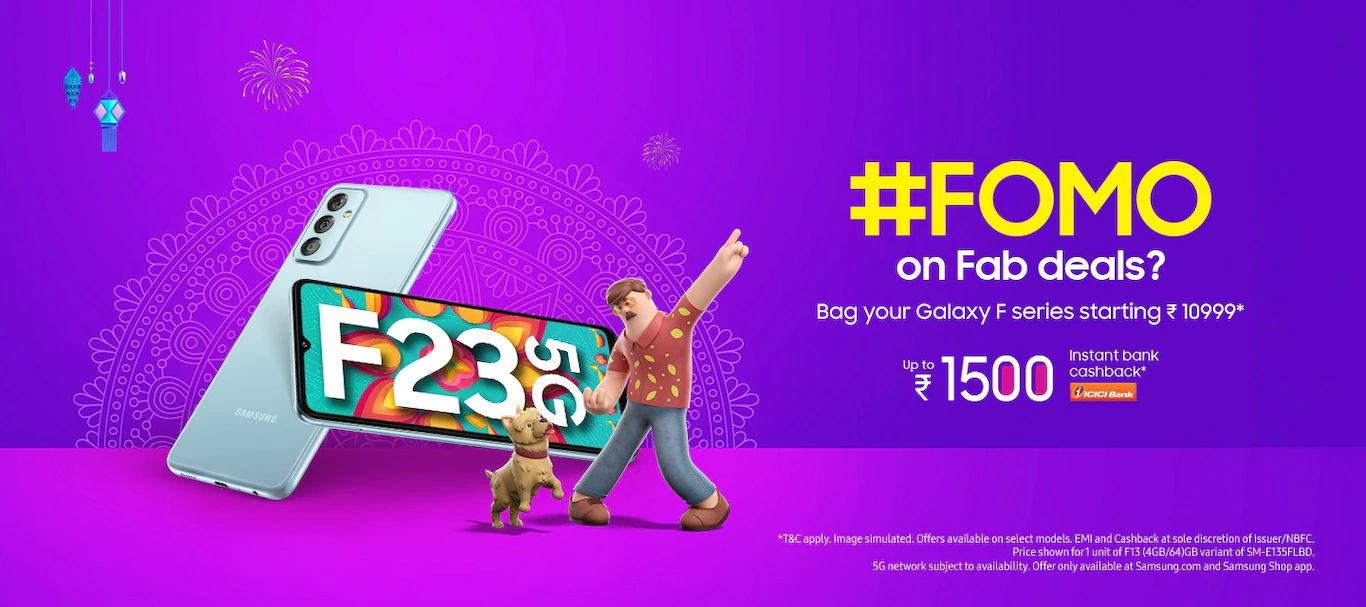 SAMSUNG
F23 5G
#FOMO
on Fab deals?
Bag your Galaxy F series starting ₹ 10999*
Up to
₹ 1500
Instant bank
cashback*
ICICI Bank
*T&C apply. Image simulated. Offers available on select models. EMI and Cashback at sole discretion of Issuer/NBFC.
Price shown for1 unit of F13 (4GB/64)GB variant of SM-E135FLBD.
5G network subject to availability. Offer only available at Samsung.com and Samsung Shop app.